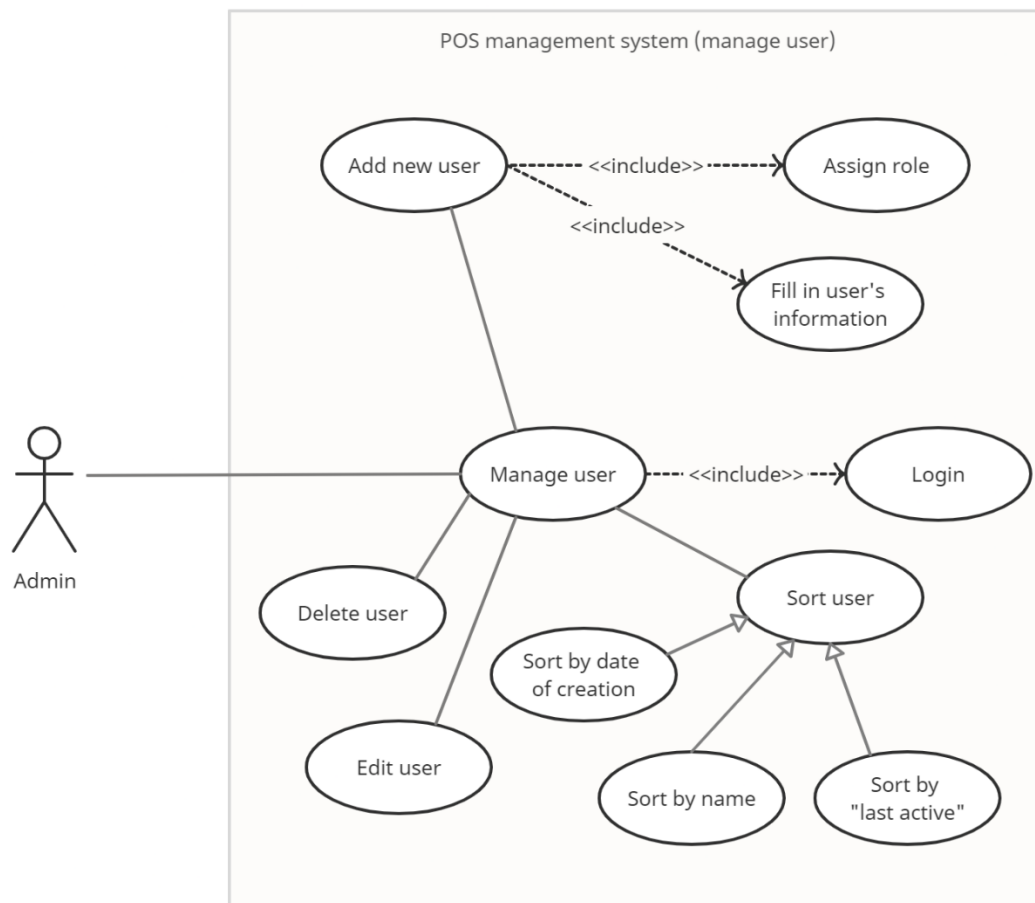 POS management system (manage user)
Add new user
<<include>>
Assign role
<<include>>
Fill in user's
information
Manage user
<<include>>
Login
Admin
Delete user
Sort user
Sort by date
of creation
Edit user
Sort by name
Sort by
"last active"